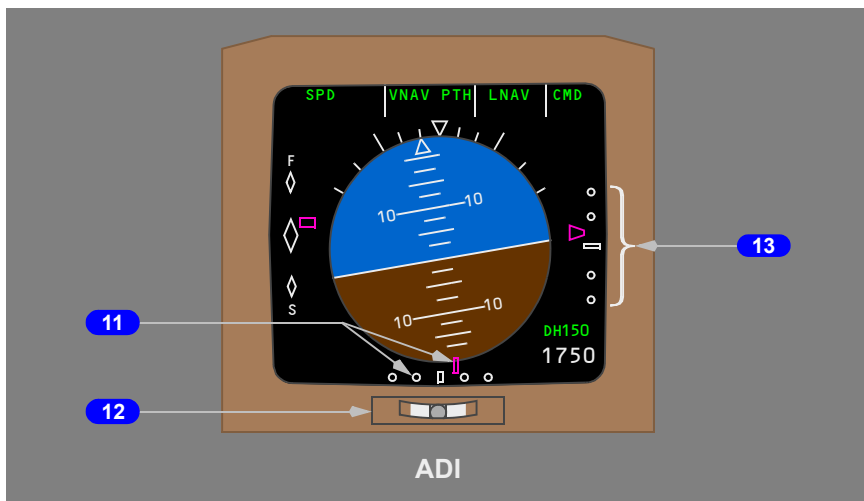 SPD VNAV PTH LNAV CMD
F
10 10
13
S
11
10 10
DH150
1750
12
ADI